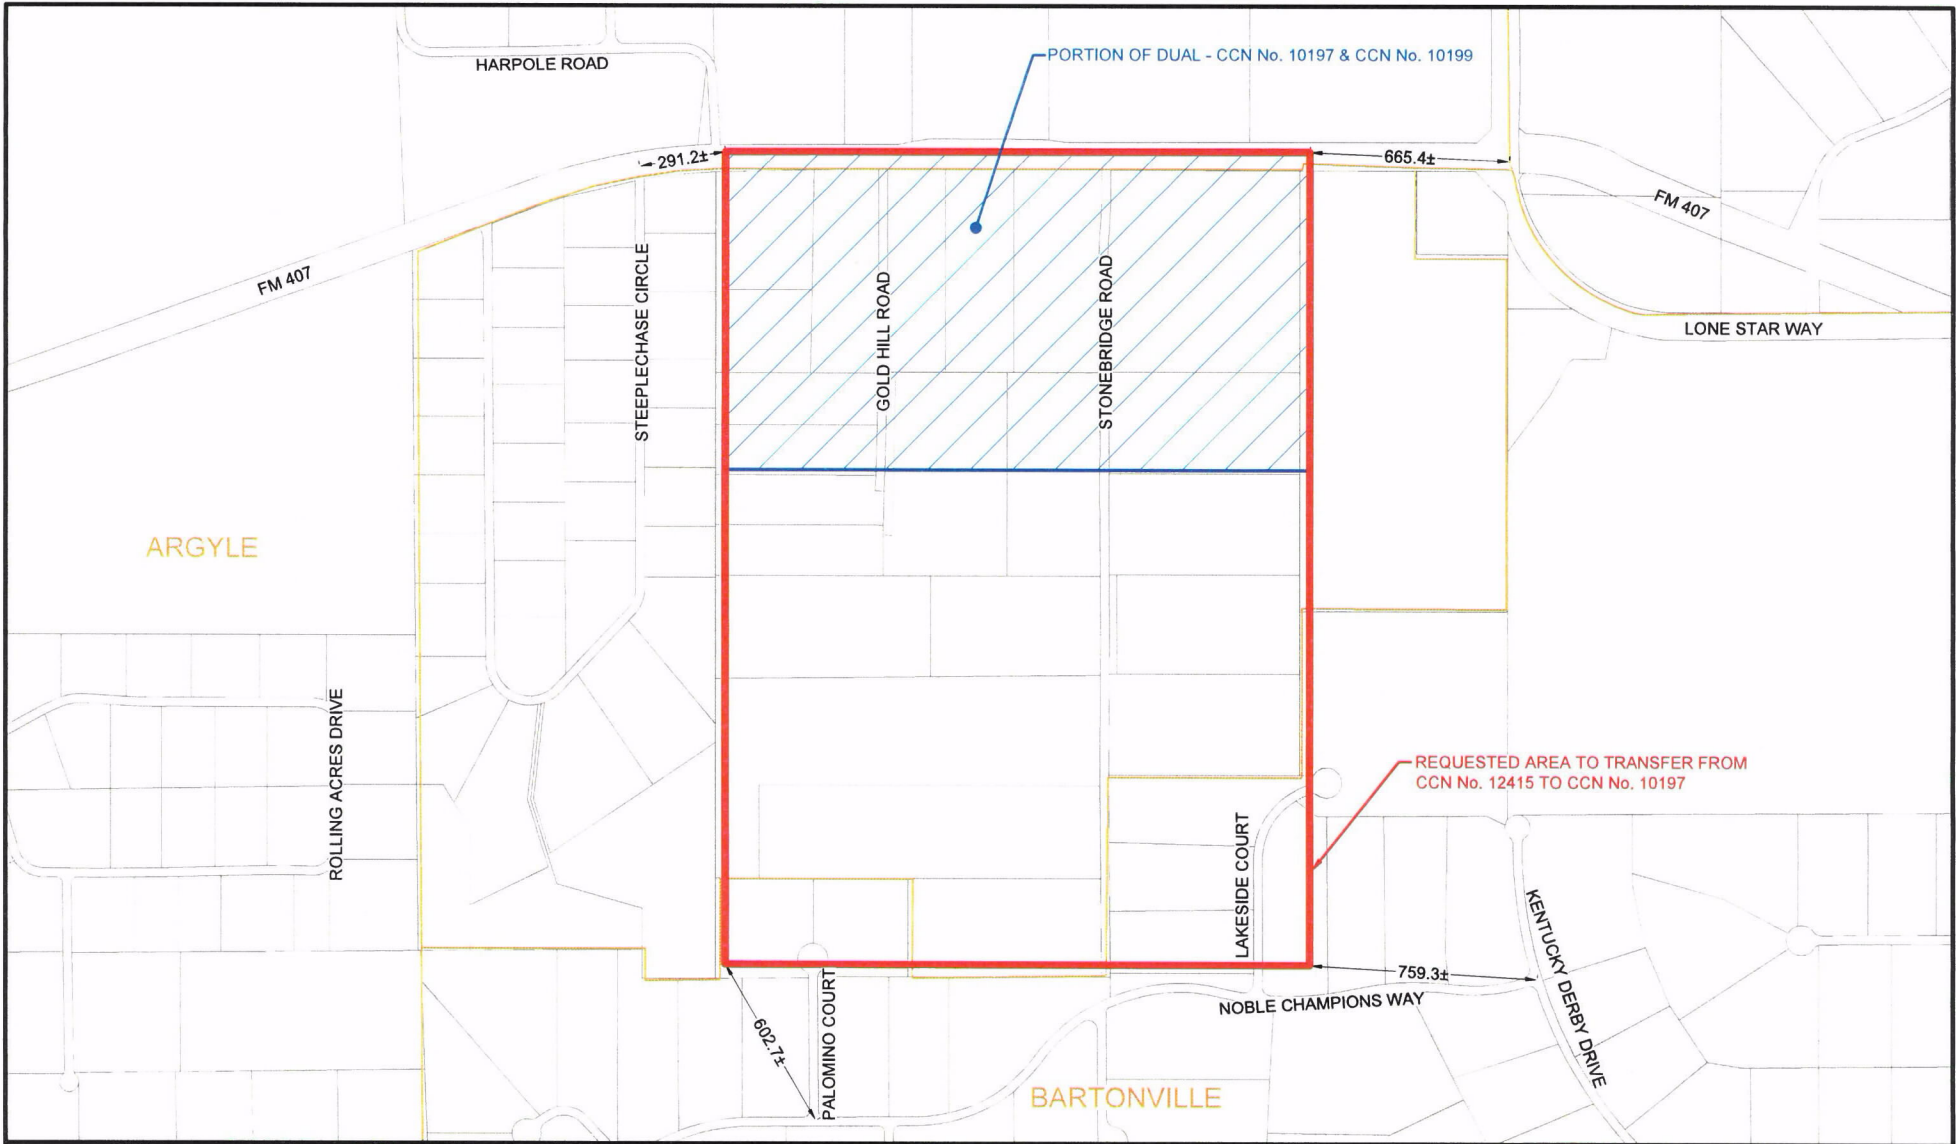 HARPOLE ROAD
PORTION OF DUAL - CCN No. 10197 & CCN No. 10199
291.2±
665.4±
FM 407
FM 407
STEEPLECHASE CIRCLE
GOLD HILL ROAD
STONEBRIDGE ROAD
LONE STAR WAY
ARGYLE
ROLLING ACRES DRIVE
REQUESTED AREA TO TRANSFER FROM
CCN No. 12415 TO CCN No. 10197
LAKESIDE COURT
KENTUCKY DERBY DRIVE
759.3±
NOBLE CHAMPIONS WAY
602.7±
PALOMINO COURT
BARTONVILLE